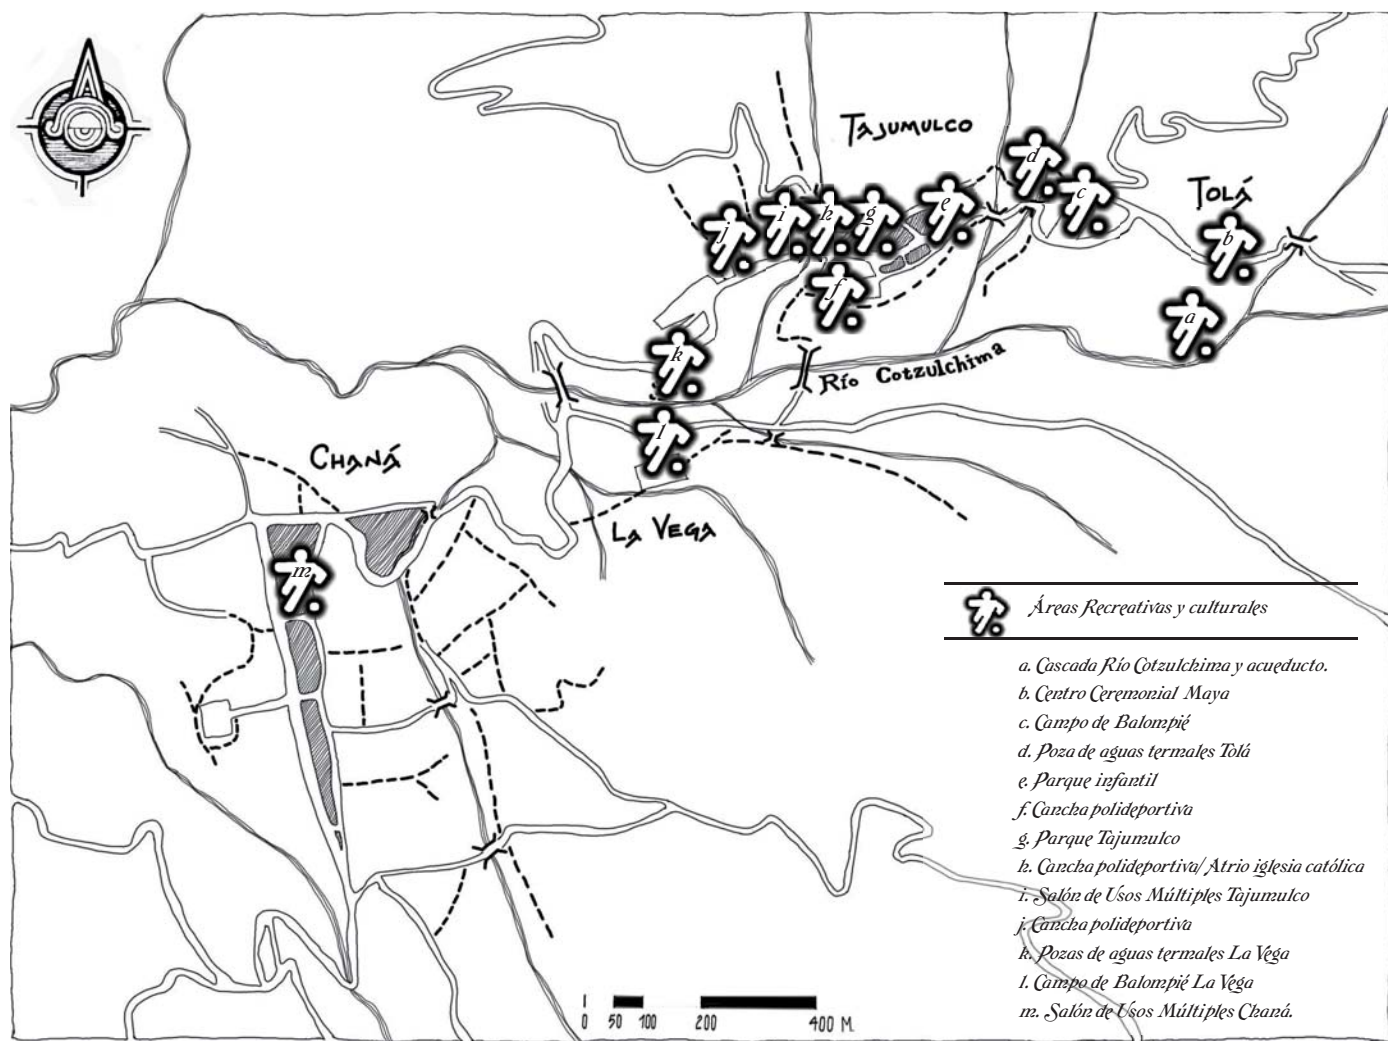 TAJUMULCO
TOLÁ
d
c
j
i
h
g
e
b
f
a
k
Río Cotzulchima
l
CHANÁ
LA VEGA
m
Áreas Recreativas y culturales
a. Cascada Río Cotzulchima y acueducto.
b. Centro Ceremonial Maya
c. Campo de Balompié
d. Poza de aguas termales Tolá
e. Parque infantil
f. Cancha polideportiva
g. Parque Tajumulco
h. Cancha polideportiva/Atrio iglesia católica
i. Salón de Usos Múltiples Tajumulco
j. Cancha polideportiva
k. Pozas de aguas termales La Vega
l. Campo de Balompié La Vega
m. Salón de Usos Múltiples Chaná.
0 50 100 200 400 M.